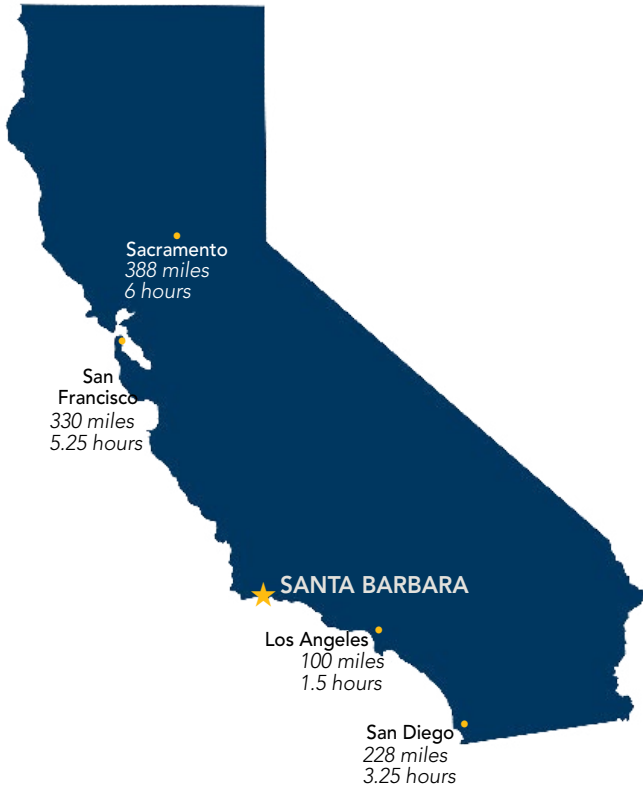 Sacramento
388 miles
6 hours
San
Francisco
330 miles
5.25 hours
SANTA BARBARA
Los Angeles
100 miles
1.5 hours
San Diego
228 miles
3.25 hours